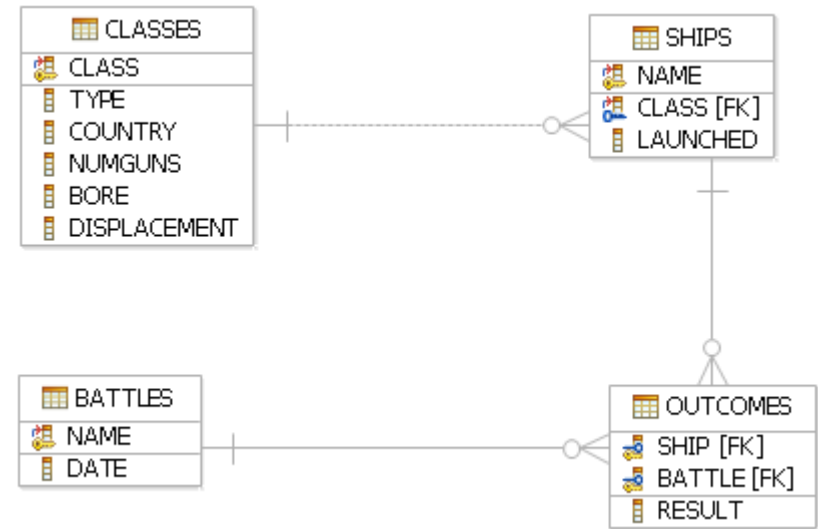 CLASSES
CLASS
TYPE
COUNTRY
NUMGUNS
BORE
DISPLACEMENT
SHIPS
NAME
CLASS [FK]
LAUNCHED
BATTLES
NAME
DATE
OUTCOMES
SHIP [FK]
BATTLE [FK]
RESULT